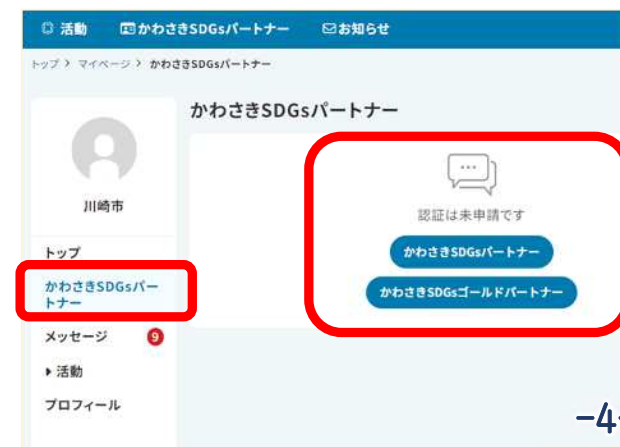 活動 かわさきSDGsパートナー お知らせ
トップ > マイページ > かわさきSDGsパートナー
かわさきSDGsパートナー
川崎市
認証は未申請です
かわさきSDGsパートナー
かわさきSDGsゴールドパートナー
トップ
かわさきSDGsパー
トナー
メッセージ 9
活動
プロフィール
-4-